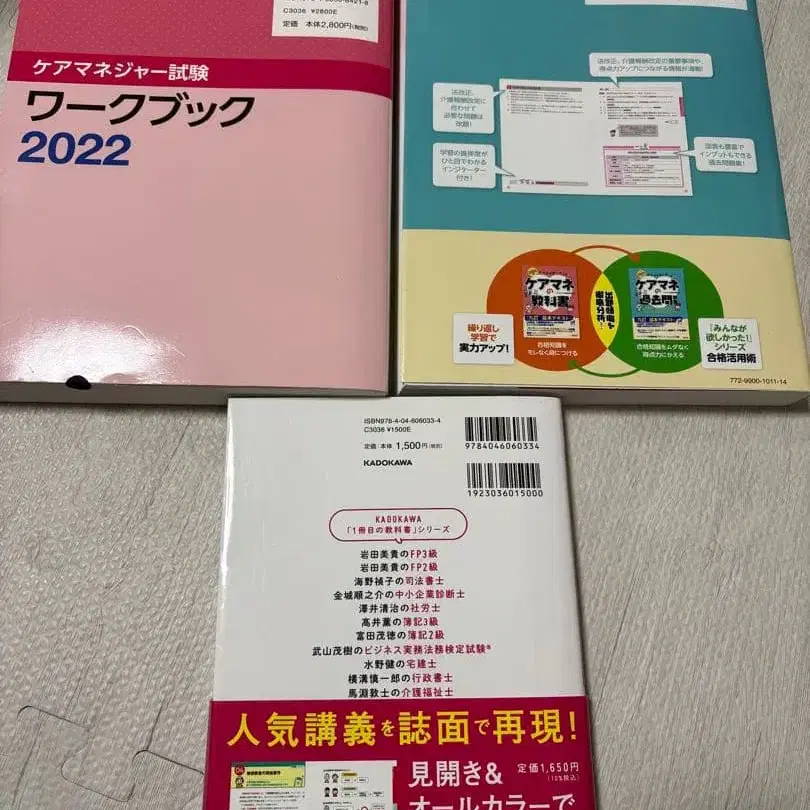 C3036 ¥2800E
定価 本体2,800円(税別)
ケアマネジャー試験
ワークブック
2022
法改正、介護報酬改定の重要事項や、
得点力アップにつながる情報が満載!
法改正、
介護報酬改定に
合わせて
必要な問題は
改題!
学習の進捗度が
ひと目でわかる
インジケーター
付き!
図表も豊富で
インプットもできる
過去問題集!
ケアマネ
の
教科書
ケアマネ
の
過去問
繰り返し
学習で
実力アップ!
合格知識を
モレなく身につける
合格知識をムダなく
得点力にかえる
『みんなが
欲しかった!』
シリーズ
合格活用術
772-9900-1011-14
ISBN978-4-04-606033-4
C3036 ¥1500E
定価:本体1,500円(税別)
KADOKAWA
9784046060334
1923036015000
KADOKAWA
「1冊目の教科書」シリーズ
岩田美貴のFP3級
岩田美貴のFP2級
海野禎子の司法書士
金城順之介の中小企業診断士
澤井清治の社労士
髙井薫の簿記3級
富田茂徳の簿記2級
武山茂樹のビジネス実務法務検定試験®
水野健の宅建士
横溝慎一郎の行政書士
馬淵敦士の介護福祉士
人気講義を誌面で再現!
見開き&
定価1,650円
(10%税込)
オールカラーで